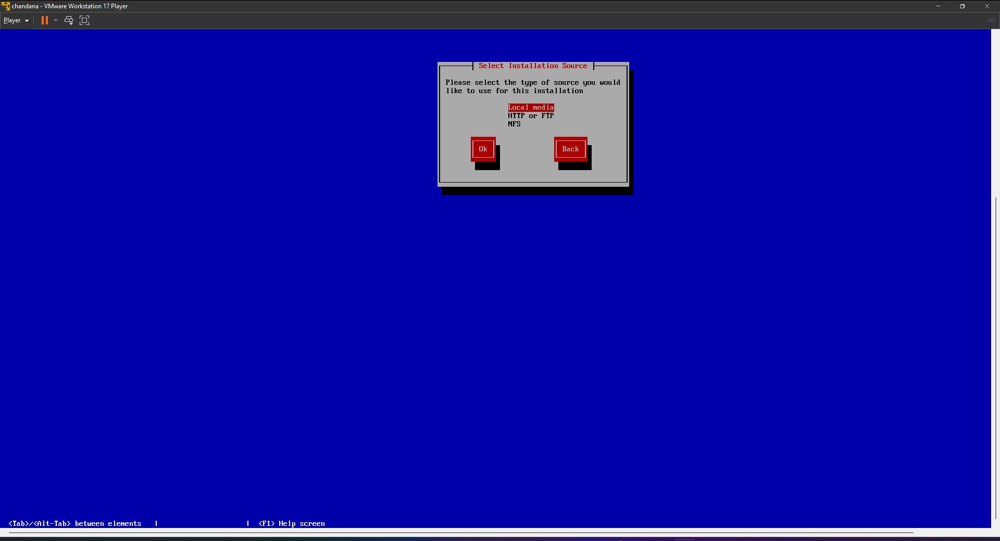 chandana - VMware Workstation 17 Player
Player
Select Installation Source
Please select the type of source you would
like to use for this installation
Local media
HTTP or FTP
NFS
Ok Back
<Tab>/<Alt-Tab> between elements | | <F1> Help screen